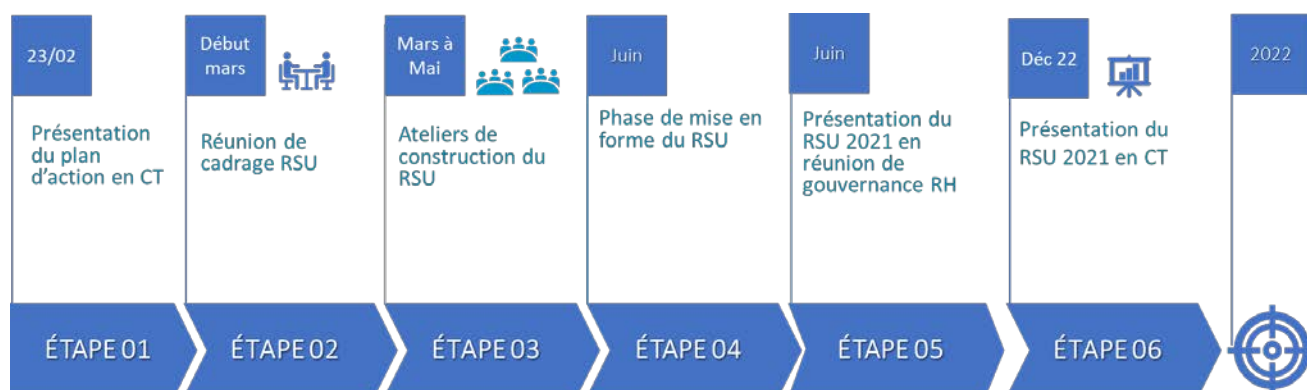 23/02
Présentation
du plan
d'action en CT
Début
mars
Réunion de
cadrage RSU
Mars à
Mai
Ateliers de
construction du
RSU
Juin
Phase de mise en
forme du RSU
Juin
Présentation du
RSU 2021 en
réunion de
gouvernance RH
Déc 22
Présentation du
RSU 2021 en CT
2022
ÉTAPE 01
ÉTAPE 02
ÉTAPE 03
ÉTAPE 04
ÉTAPE 05
ÉTAPE 06